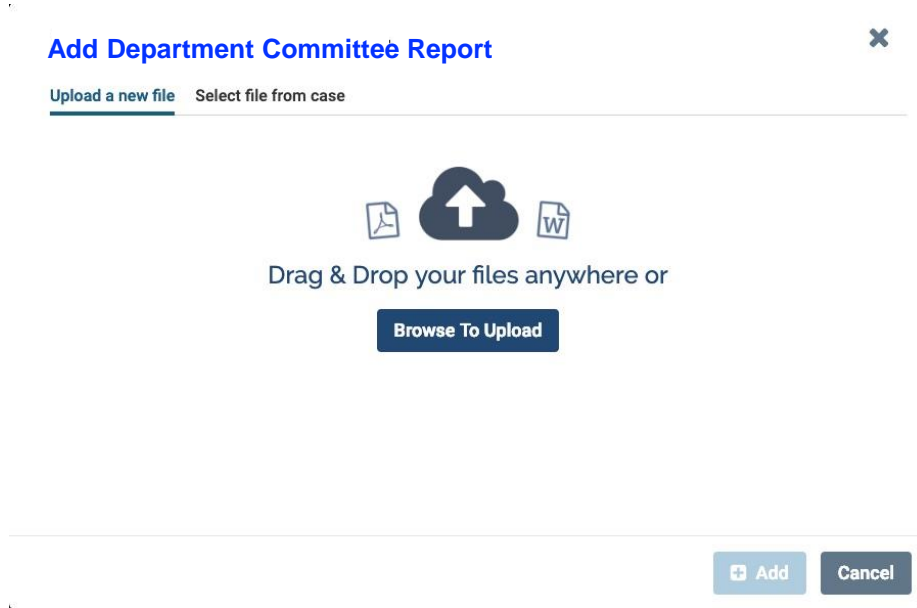 Add Department Committee Report
Upload a new file Select file from case
W
Drag & Drop your files anywhere or
Browse To Upload
Add Cancel